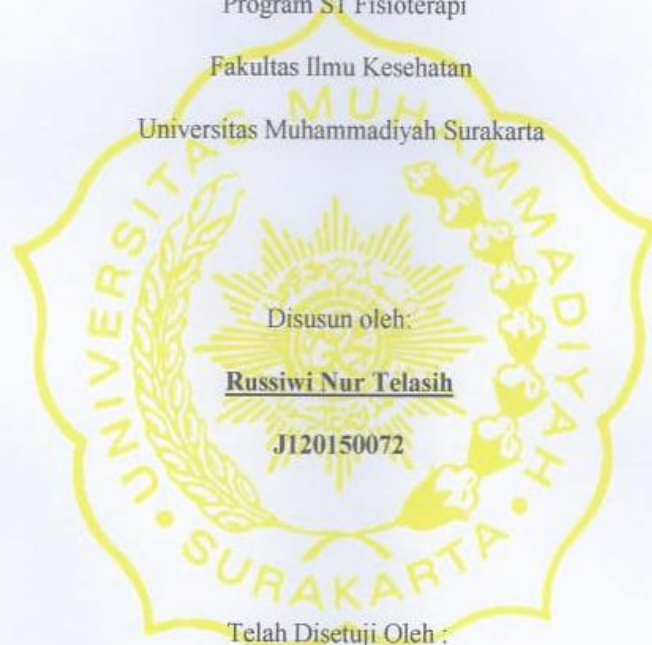 Program S1 Fisioterapi
Fakultas Ilmu Kesehatan
Universitas Muhammadiyah Surakarta
UNIVERSITAS MUHAMMADIYAH
SURAKARTA
Disusun oleh:
Russiwi Nur Telasih
J120150072
Telah Disetuji Oleh :